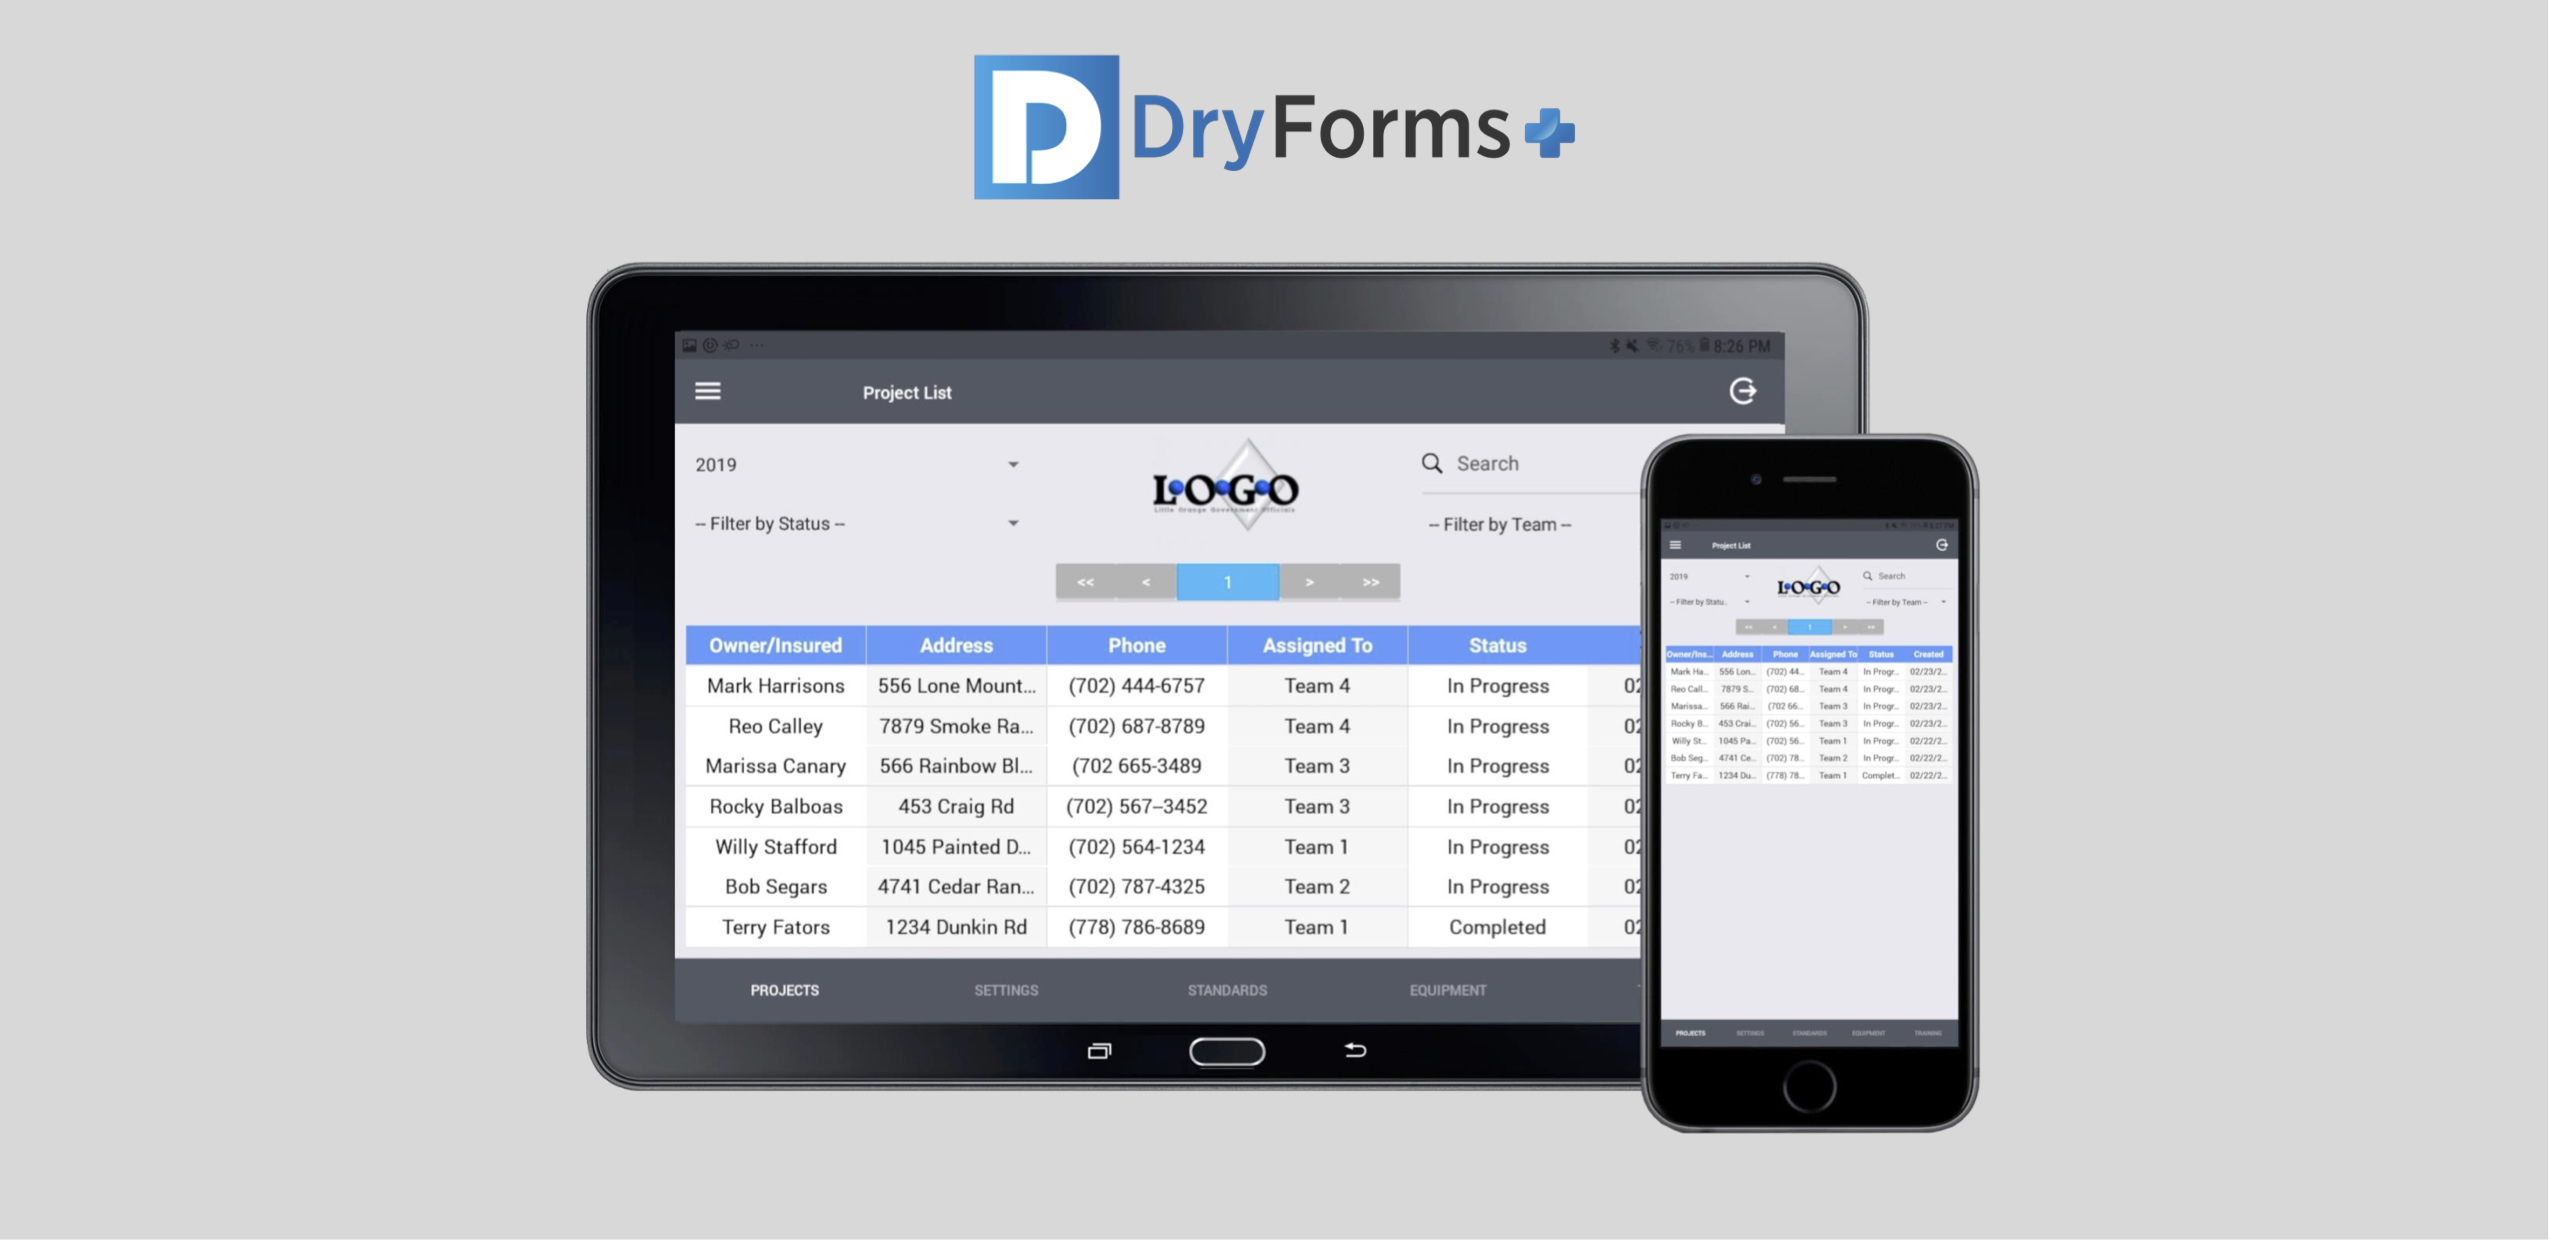 DryForms
76% 8:26 PM
Project List
2019
Search
L•O•G•O
Little Orange Government Officials
-- Filter by Status --
-- Filter by Team --
<< < 1 > >>
Owner/Insured Address Phone Assigned To Status
Mark Harrisons 556 Lone Mount... (702) 444-6757 Team 4 In Progress 02
Reo Calley 7879 Smoke Ra... (702) 687-8789 Team 4 In Progress 02
Marissa Canary 566 Rainbow Bl... (702 665-3489 Team 3 In Progress 02
Rocky Balboas 453 Craig Rd (702) 567--3452 Team 3 In Progress 02
Willy Stafford 1045 Painted D... (702) 564-1234 Team 1 In Progress 02
Bob Segars 4741 Cedar Ran... (702) 787-4325 Team 2 In Progress 02
Terry Fators 1234 Dunkin Rd (778) 786-8689 Team 1 Completed 02
PROJECTS SETTINGS STANDARDS EQUIPMENT
Project List
2019
L•O•G•O
Search
-- Filter by Statu..
-- Filter by Team --
<< < 1 > >>
Owner/Ins... Address Phone Assigned To Status Created
Mark Ha... 556 Lon... (702) 44... Team 4 In Progr... 02/23/2...
Reo Call... 7879 S... (702) 68... Team 4 In Progr... 02/23/2...
Marissa... 566 Rai... (702 66... Team 3 In Progr... 02/23/2...
Rocky B... 453 Crai... (702) 56... Team 3 In Progr... 02/23/2...
Willy St... 1045 Pa... (702) 56... Team 1 In Progr... 02/22/2...
Bob Seg... 4741 Ce... (702) 78... Team 2 In Progr... 02/22/2...
Terry Fa... 1234 Du... (778) 78... Team 1 Complet... 02/22/2...
PROJECTS SETTINGS STANDARDS EQUIPMENT TRAINING